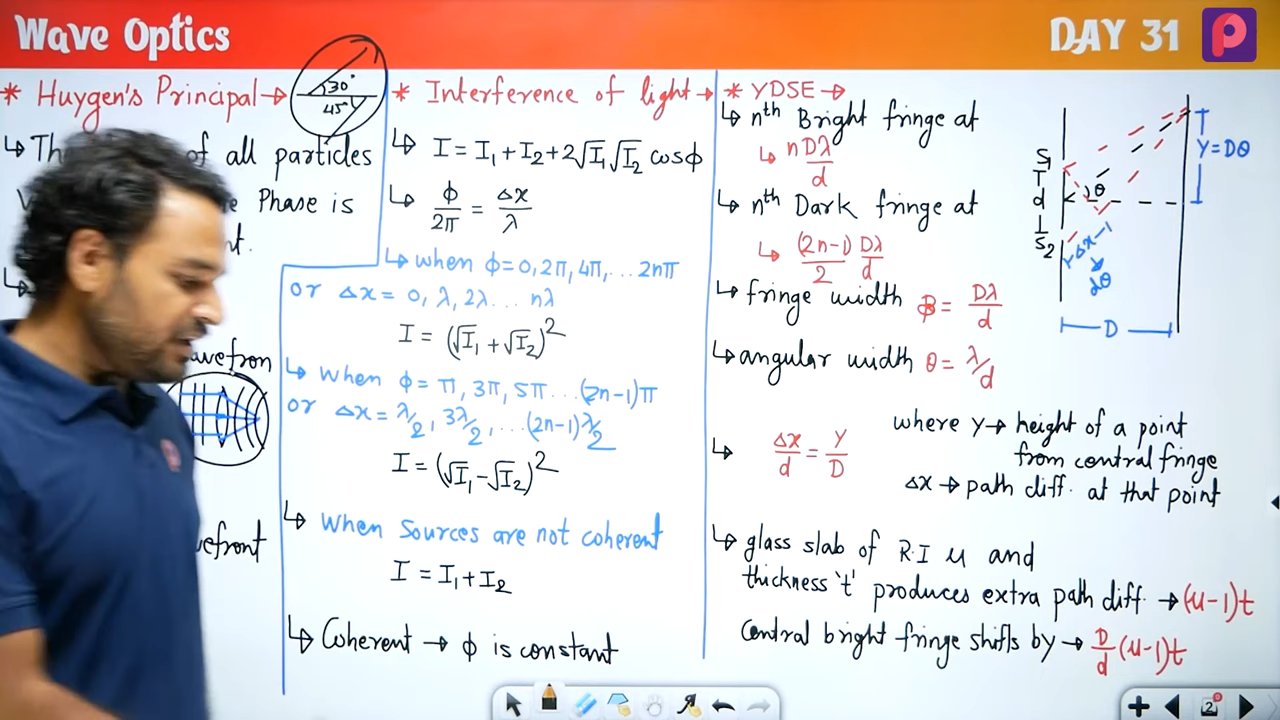 Wave Optics
DAY 31
* Huygen's Principal →
30°
45°
↳ Th of all particles
Phase is
nt.
wavefron
efront
* Interference of light →
↳ I = I₁ + I₂ + 2√I₁ √I₂ cosϕ
↳ ϕ/2π = Δx/λ
↳ when ϕ = 0, 2π, 4π, ... 2nπ
or Δx = 0, λ, 2λ ... nλ
I = (√I₁ + √I₂)²
↳ when ϕ = π, 3π, 5π ... (2n-1)π
or Δx = λ/2, 3λ/2, ... (2n-1)λ/2
I = (√I₁ - √I₂)²
↳ When Sources are not coherent
I = I₁ + I₂
↳ Coherent → ϕ is constant
* YDSE →
↳ nth Bright fringe at
↳ nDλ/d
↳ nth Dark fringe at
↳ (2n-1)/2 Dλ/d
↳ fringe width β = Dλ/d
↳ angular width θ = λ/d
↳ Δx/d = Y/D
where Y → height of a point
from central fringe
Δx → path diff. at that point
↳ glass slab of R.I μ and
thickness 't' produces extra path diff. → (μ-1)t
Central bright fringe shifts by → D/d (μ-1)t
S₁
d
S₂
θ
Δx
dθ
Y = Dθ
D
2